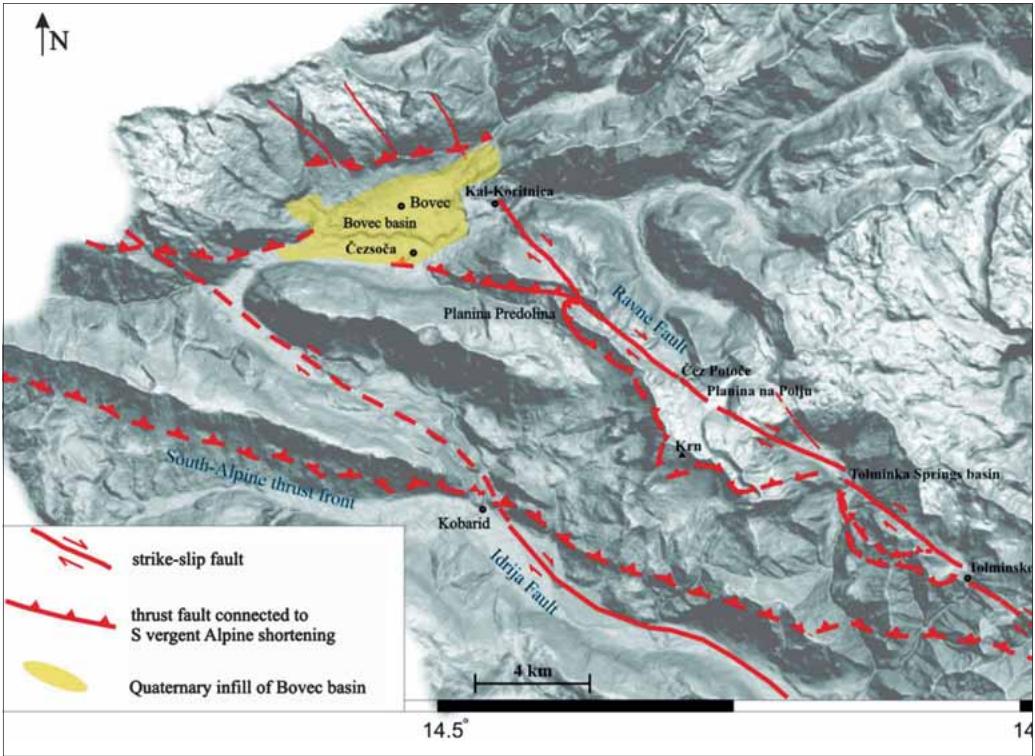 N
Kal-Koritnica
Bovec
Bovec basin
Čezsoča
Planina Predolina
Ravne Fault
Čez Potoče
Planina na Polju
Krn
Tolminka Springs basin
South-Alpine thrust front
Kobarid
Idrija Fault
Tolminske
strike-slip fault
thrust fault connected to
S vergent Alpine shortening
Quaternary infill of Bovec basin
4 km
14.5°
14